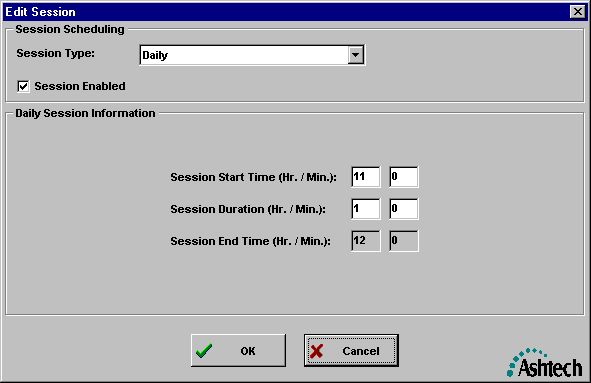 Edit Session
Session Scheduling
Session Type: Daily
Session Enabled
Daily Session Information
Session Start Time (Hr. / Min.): 11 0
Session Duration (Hr. / Min.): 1 0
Session End Time (Hr. / Min.): 12 0
OK Cancel
Ashtech